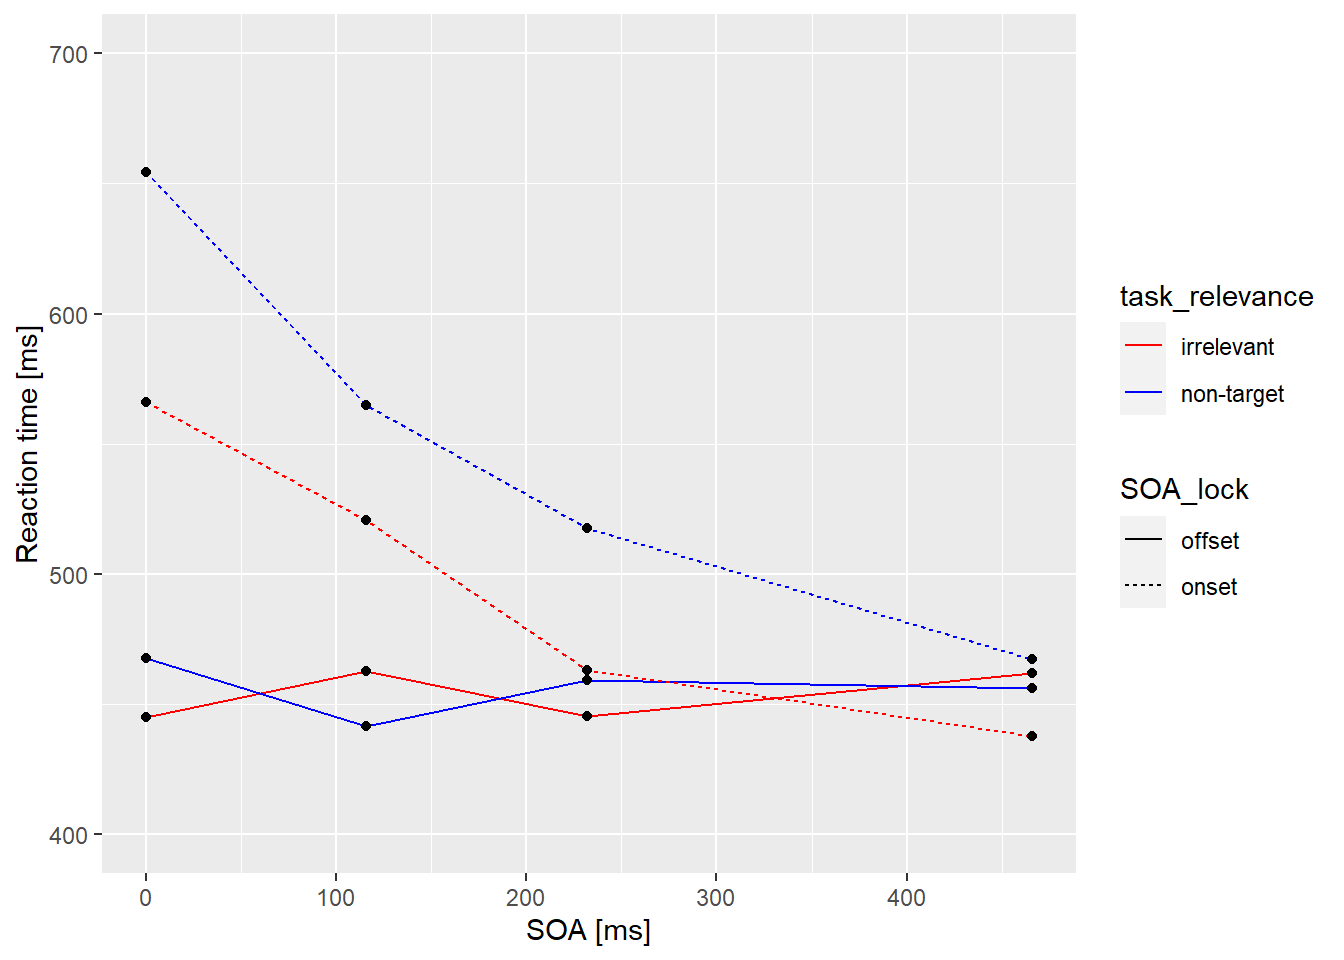 700
600
500
400
Reaction time [ms]
0 100 200 300 400
SOA [ms]
task_relevance
irrelevant
non-target
SOA_lock
offset
onset